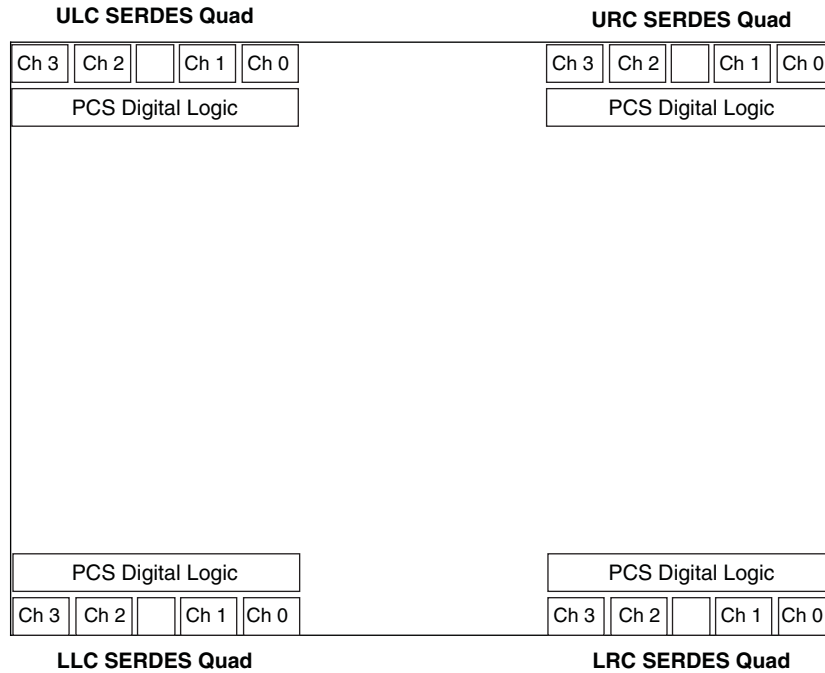 ULC SERDES Quad
URC SERDES Quad
Ch 3 Ch 2 Ch 1 Ch 0
Ch 3 Ch 2 Ch 1 Ch 0
PCS Digital Logic
PCS Digital Logic
PCS Digital Logic
PCS Digital Logic
Ch 3 Ch 2 Ch 1 Ch 0
Ch 3 Ch 2 Ch 1 Ch 0
LLC SERDES Quad
LRC SERDES Quad